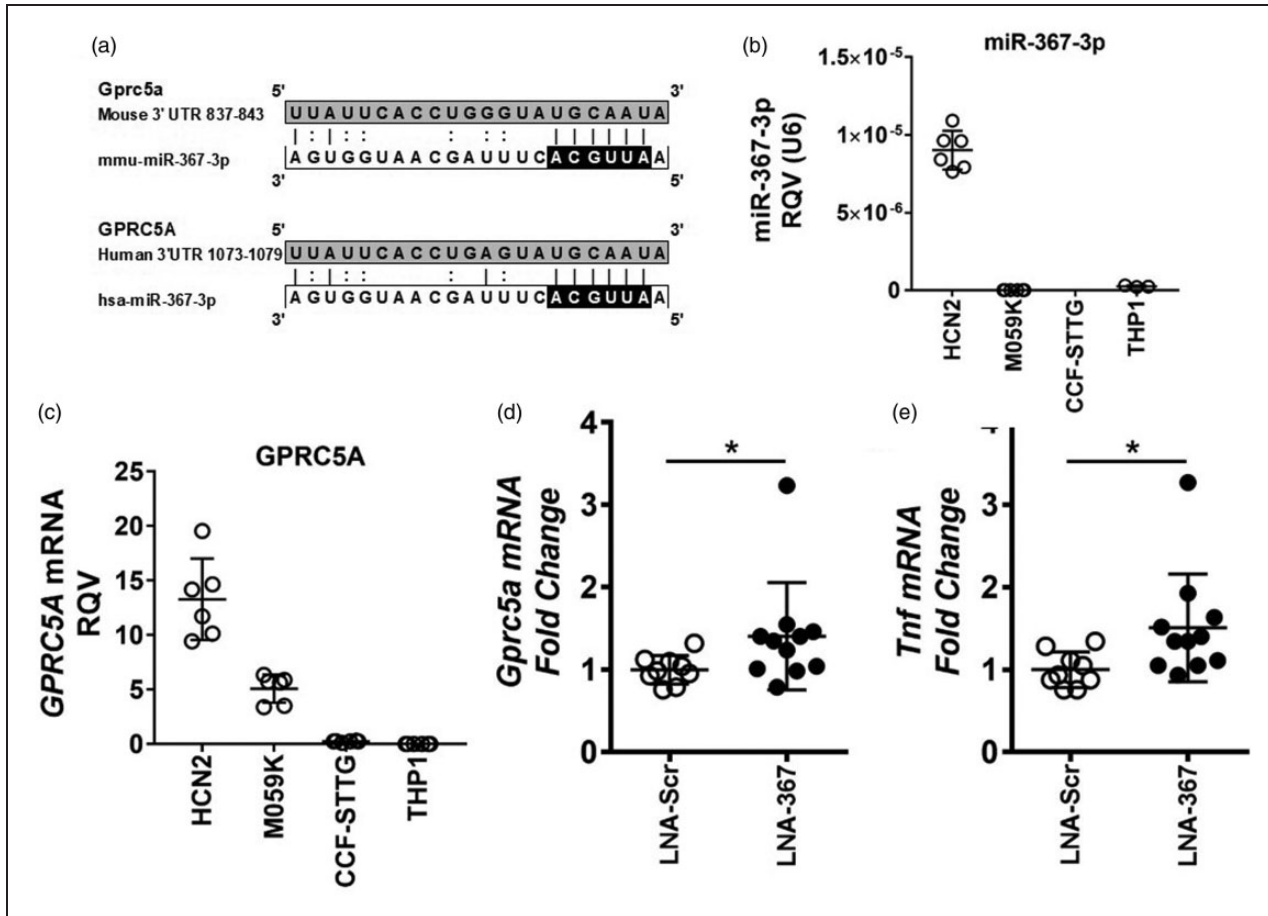 (a)
5'
3'
Gprc5a
Mouse 3' UTR 837-843
UUAUUCACCUGGGUAUGCAAUA
| : | : : : : : | | | | | |
mmu-miR-367-3p
AGUGGUAACGAUUUCACGUUAA
3'
5'
5'
3'
GPRC5A
Human 3'UTR 1073-1079
UUAUUCACCUGAGUAUGCAAUA
| : | : : : | : | | | | | |
hsa-miR-367-3p
AGUGGUAACGAUUUCACGUUAA
3'
5'
(b)
miR-367-3p
miR-367-3p
RQV (U6)
1.5×10-5
1×10-5
5×10-6
0
HCN2
M059K
CCF-STTG
THP1
(c)
GPRC5A
GPRC5A mRNA
RQV
25
20
15
10
5
0
HCN2
M059K
CCF-STTG
THP1
(d)
Gprc5a mRNA
Fold Change
4
3
2
1
0
*
LNA-Scr
LNA-367
(e)
Tnf mRNA
Fold Change
3
2
1
0
*
LNA-Scr
LNA-367